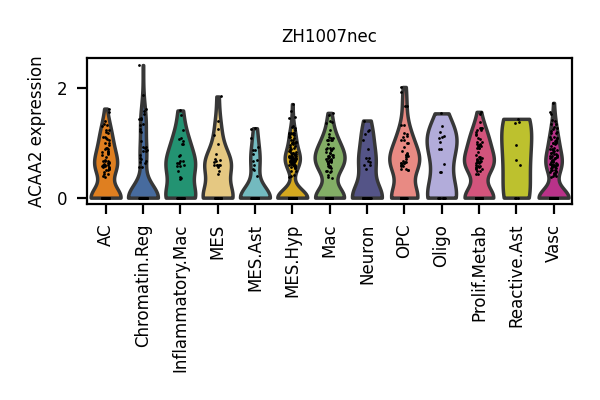 ZH1007nec
ACAA2 expression
2
0
AC
Chromatin.Reg
Inflammatory.Mac
MES
MES.Ast
MES.Hyp
Mac
Neuron
OPC
Oligo
Prolif.Metab
Reactive.Ast
Vasc